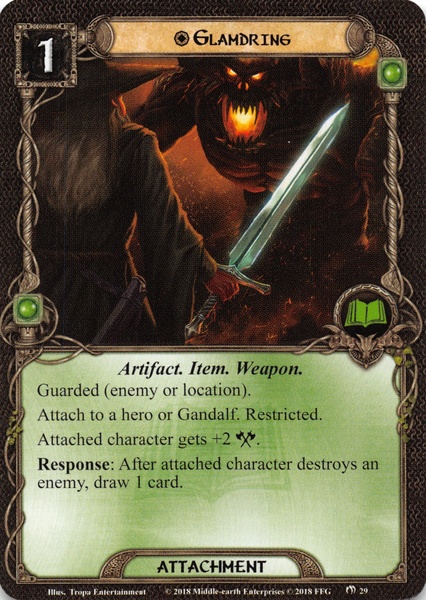 1
GLAMDRING
Artifact. Item. Weapon.
Guarded (enemy or location).
Attach to a hero or Gandalf. Restricted.
Attached character gets +2 .
Response: After attached character destroys an
enemy, draw 1 card.
ATTACHMENT
Illus. Tropa Entertainment © 2018 Middle-earth Enterprises © 2018 FFG 29